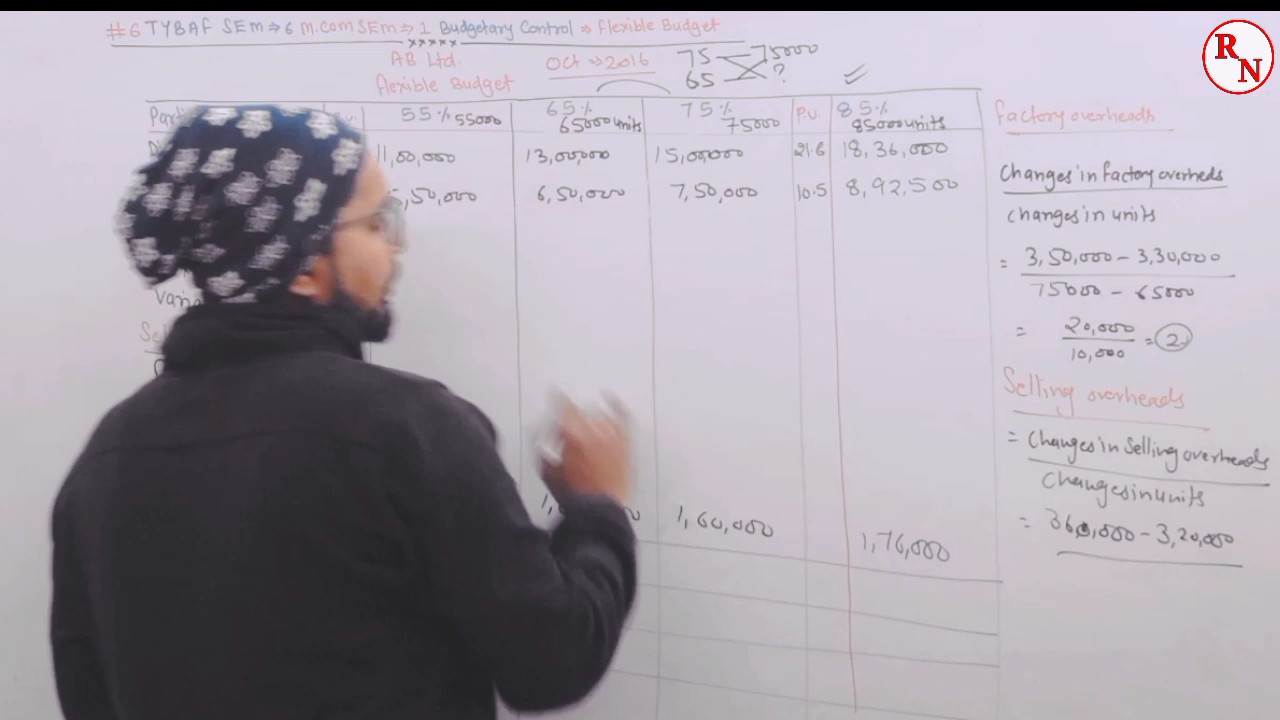 #6 TYBAF SEM ⇒ 6 M.COM SEM ⇒ 1 Budgetary Control ⇒ Flexible Budget
xxxxx
AB Ltd.
Oct → 2016
flexible Budget
75 75000
65 ?
R
N
55% 55000
65% 65000 units
75% 75000
P.U.
85% 85000 units
11,00,000 13,00,000 15,00,000 21.6 18,36,000
5,50,000 6,50,000 7,50,000 10.5 8,92,500
1,60,000 1,76,000
factory overheads
Changes in factory overheds
Changes in units
= 3,50,000 - 3,30,000
75000 - 65000
= 20,000
10,000 = 2
Selling overheads
= Changes in Selling overheads
Changes in units
= 360,000 - 3,20,000